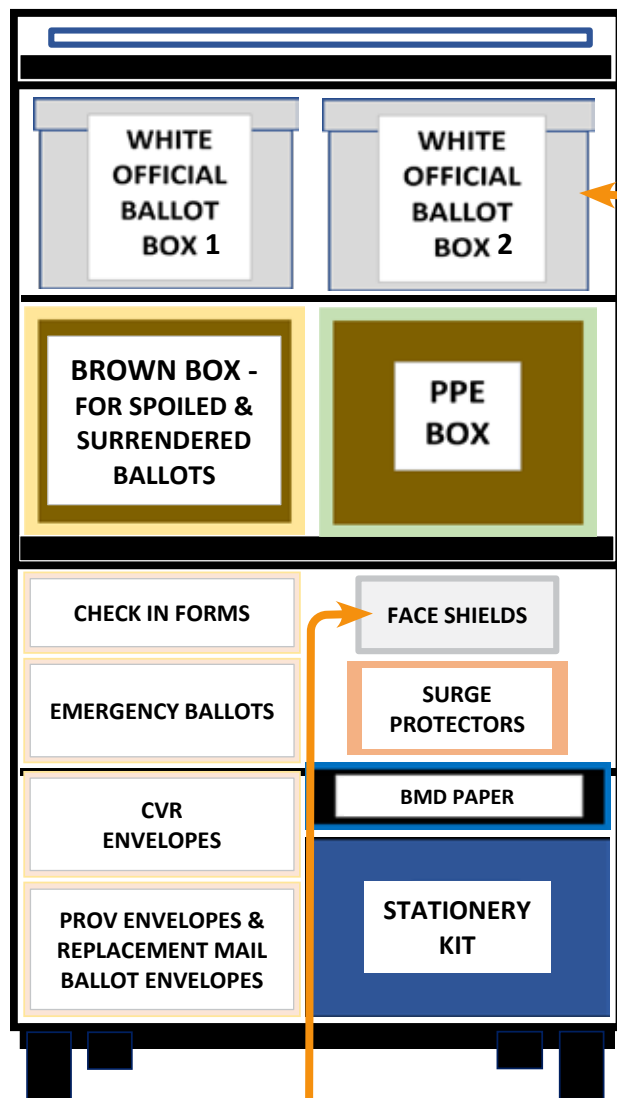 WHITE
OFFICIAL
BALLOT
BOX 1
WHITE
OFFICIAL
BALLOT
BOX 2
BROWN BOX -
FOR SPOILED &
SURRENDERED
BALLOTS
PPE
BOX
CHECK IN FORMS
FACE SHIELDS
EMERGENCY BALLOTS
SURGE
PROTECTORS
CVR
ENVELOPES
BMD PAPER
PROV ENVELOPES &
REPLACEMENT MAIL
BALLOT ENVELOPES
STATIONERY
KIT